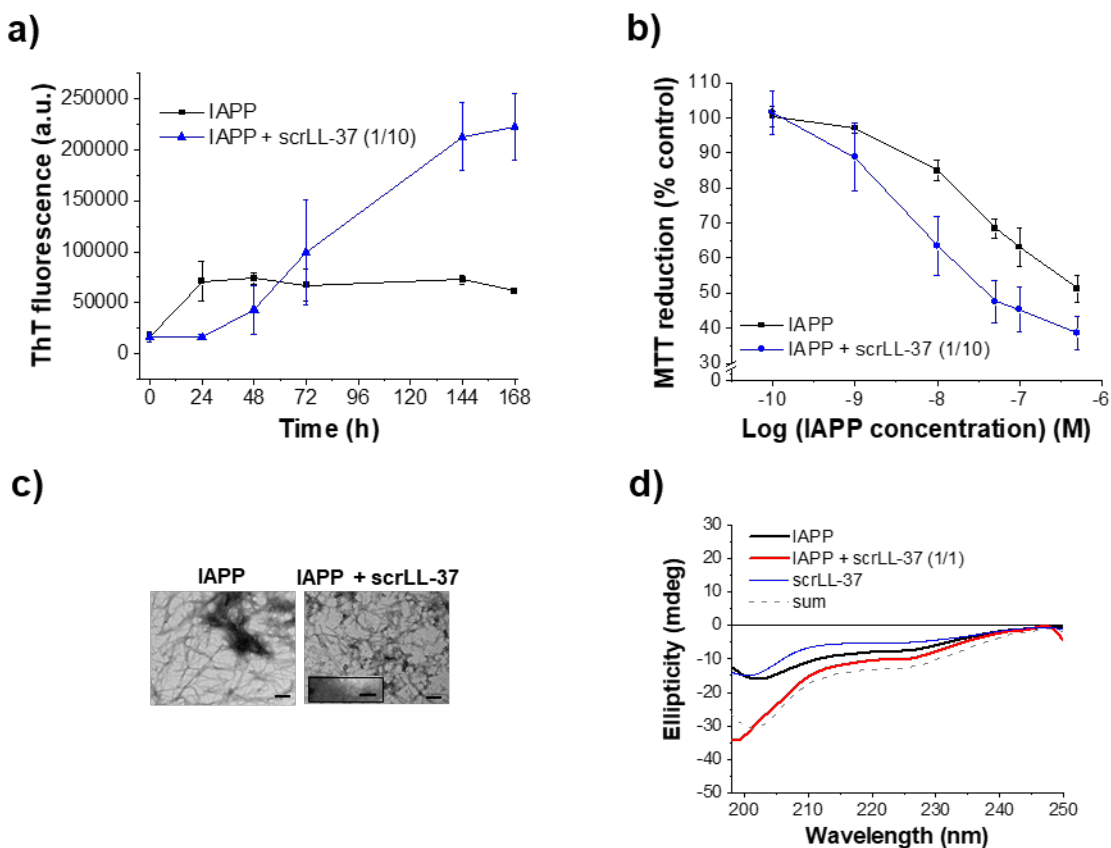 a)
ThT fluorescence (a.u.)
250000
200000
150000
100000
50000
0
IAPP
IAPP + scrLL-37 (1/10)
0 24 48 72 96 120 144 168
Time (h)
b)
MTT reduction (% control)
110
100
90
80
70
60
50
40
30
0
IAPP
IAPP + scrLL-37 (1/10)
-10 -9 -8 -7 -6
Log (IAPP concentration) (M)
c)
IAPP IAPP + scrLL-37
d)
Ellipticity (mdeg)
30
20
10
0
-10
-20
-30
-40
-50
IAPP
IAPP + scrLL-37 (1/1)
scrLL-37
sum
200 210 220 230 240 250
Wavelength (nm)